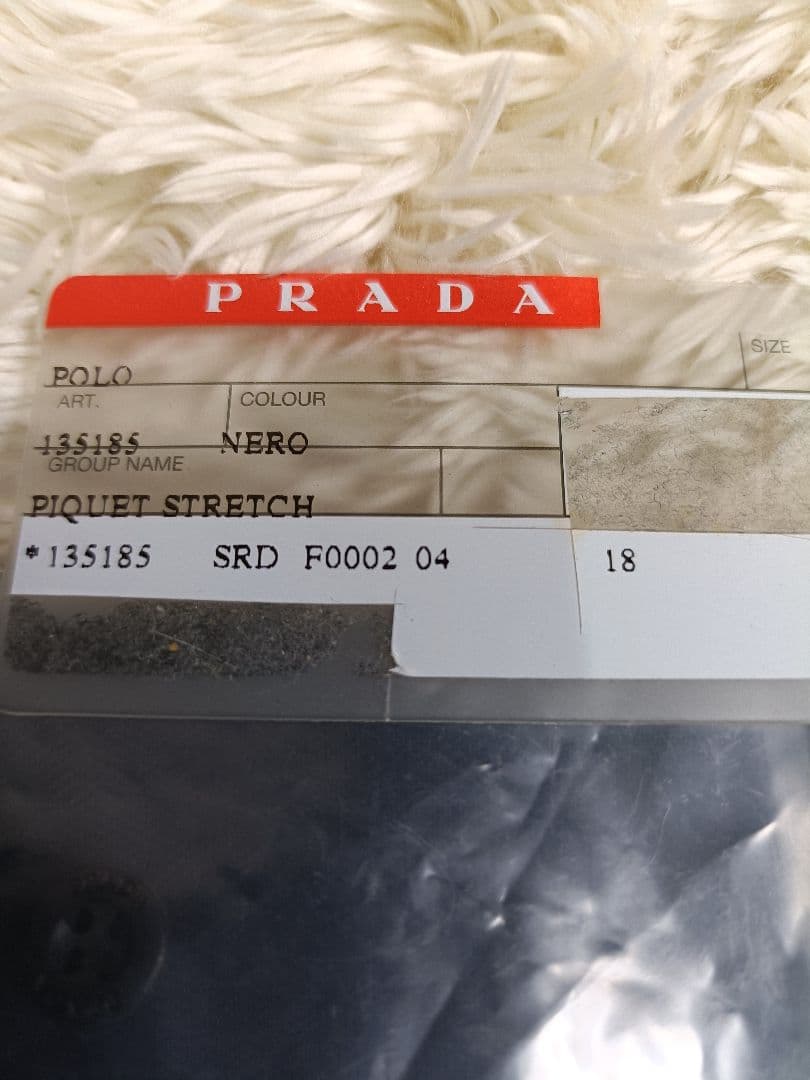 PRADA
SIZE
POLO
ART. COLOUR
135185 NERO
GROUP NAME
PIQUET STRETCH
*135185 SRD F0002 04 18